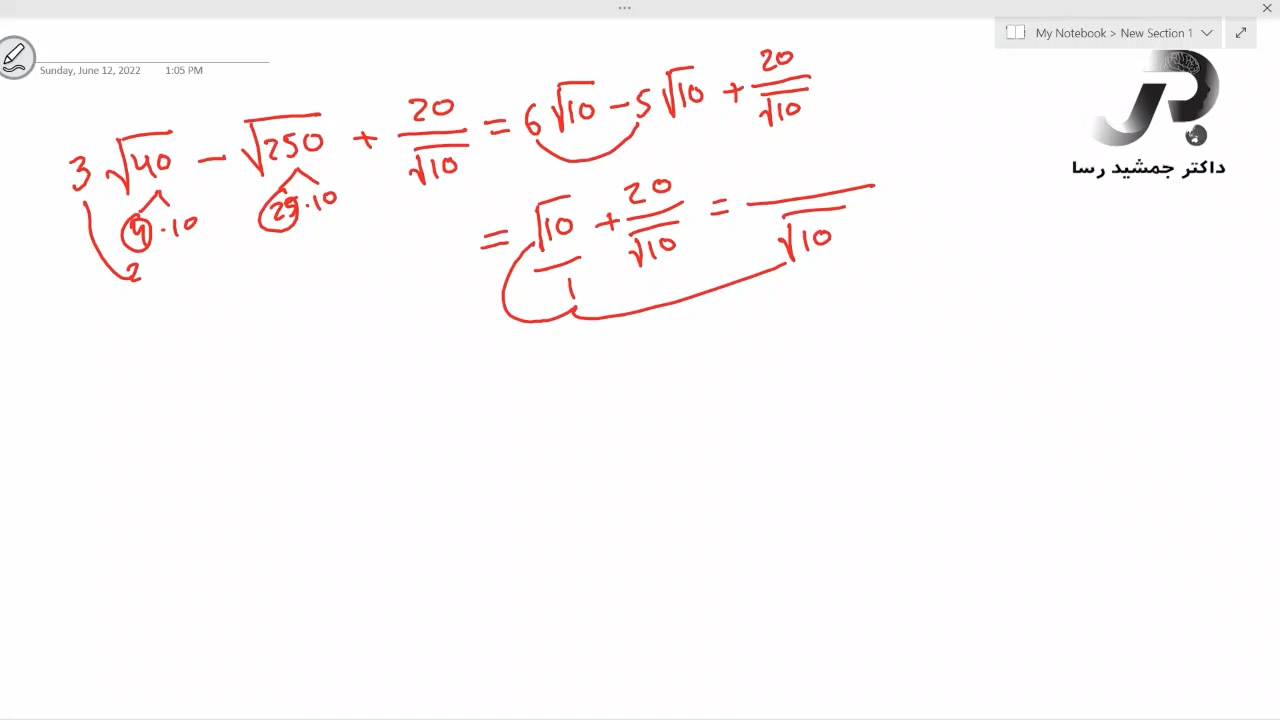 My Notebook > New Section 1
Sunday, June 12, 2022 1:05 PM
3√40 − √250 + 20/√10 = 6√10 − 5√10 + 20/√10
4·10 25·10
2
= √10/1 + 20/√10 = /√10
داکتر جمشید رسا